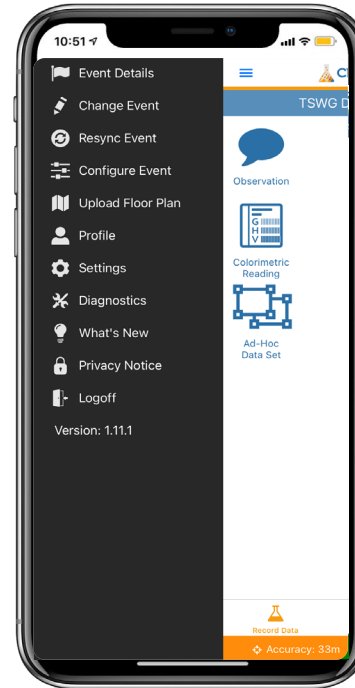 10:51
Event Details
Change Event
Resync Event
Configure Event
Upload Floor Plan
Profile
Settings
Diagnostics
What's New
Privacy Notice
Logoff
Version: 1.11.1
C
TSWG D
Observation
G
H
V
Colorimetric
Reading
Ad-Hoc
Data Set
Record Data
Accuracy: 33m